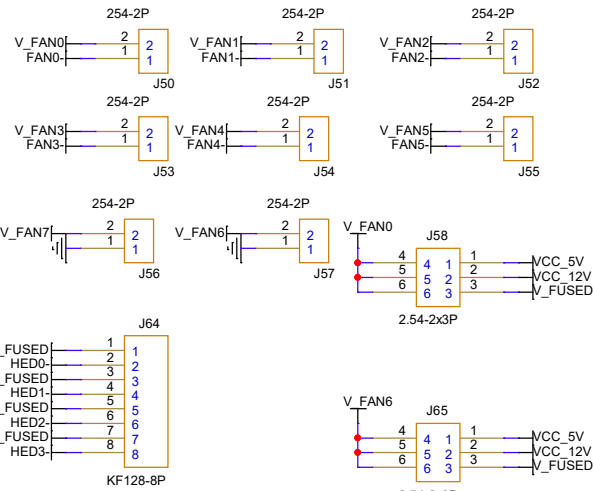 254-2P 254-2P 254-2P
V_FAN0 2 2 V_FAN1 2 2 V_FAN2 2 2
FAN0- 1 1 FAN1- 1 1 FAN2- 1 1
J50 J51 J52
254-2P 254-2P 254-2P
V_FAN3 2 2 V_FAN4 2 2 V_FAN5 2 2
FAN3- 1 1 FAN4- 1 1 FAN5- 1 1
J53 J54 J55
254-2P 254-2P
V_FAN7 2 2 V_FAN6 2 2
1 1 1 1
J56 J57
V_FAN0 J58
4 4 1 1 VCC_5V
5 5 2 2 VCC_12V
6 6 3 3 V_FUSED
2.54-2x3P
J64
_FUSED 1 1
HED0- 2 2
_FUSED 3 3
HED1- 4 4
_FUSED 5 5
HED2- 6 6
_FUSED 7 7
HED3- 8 8
KF128-8P
V_FAN6 J65
4 4 1 1 VCC_5V
5 5 2 2 VCC_12V
6 6 3 3 V_FUSED